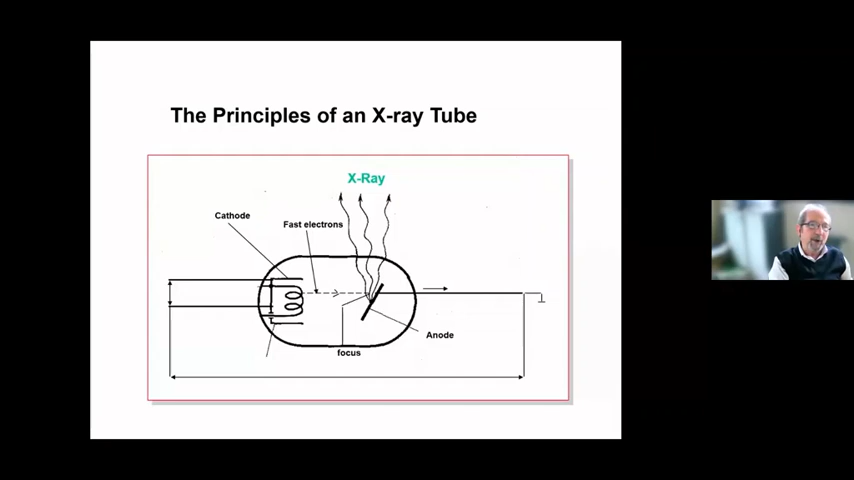 The Principles of an X-ray Tube
X-Ray
Cathode
Fast electrons
Anode
focus